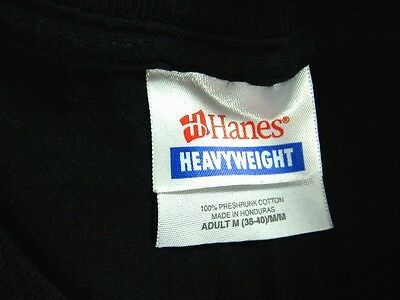 Hanes®
HEAVYWEIGHT
100% PRESHRUNK COTTON
MADE IN HONDURAS
ADULT M (38-40)/M/M